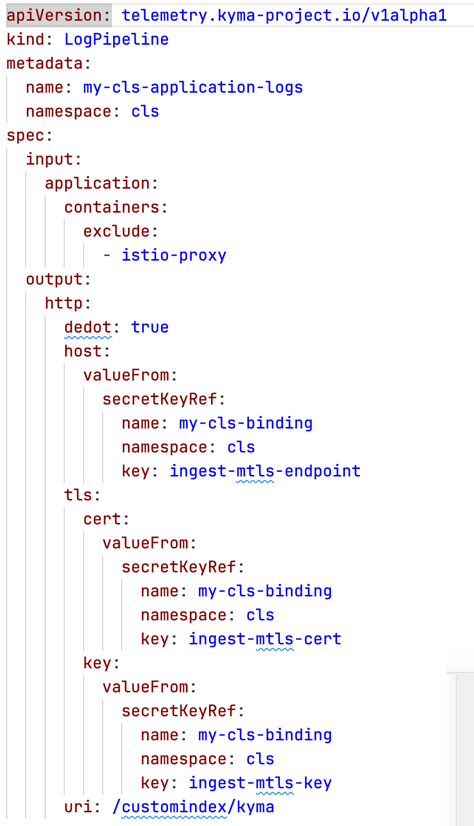 apiVersion: telemetry.kyma-project.io/v1alpha1
kind: LogPipeline
metadata:
  name: my-cls-application-logs
  namespace: cls
spec:
  input:
    application:
      containers:
        exclude:
          - istio-proxy
  output:
    http:
      dedot: true
      host:
        valueFrom:
          secretKeyRef:
            name: my-cls-binding
            namespace: cls
            key: ingest-mtls-endpoint
      tls:
        cert:
          valueFrom:
            secretKeyRef:
              name: my-cls-binding
              namespace: cls
              key: ingest-mtls-cert
        key:
          valueFrom:
            secretKeyRef:
              name: my-cls-binding
              namespace: cls
              key: ingest-mtls-key
      uri: /customindex/kyma